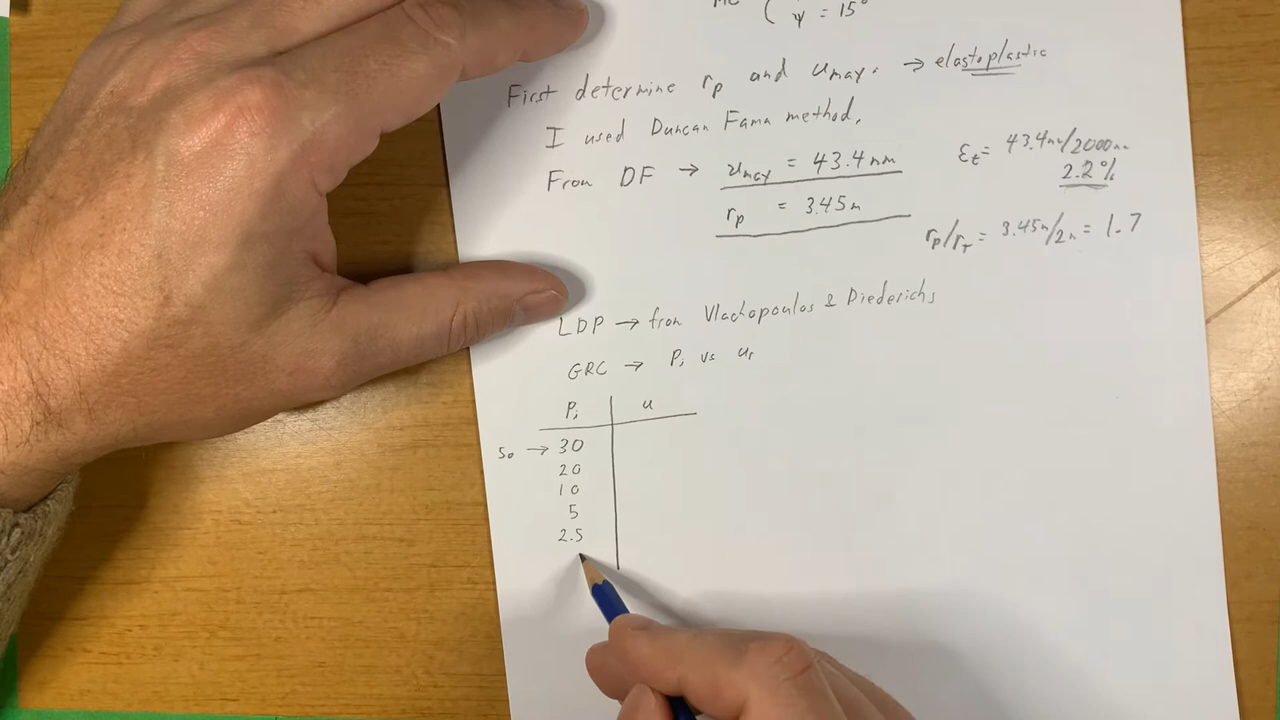 ψ = 15°
First determine rp and umax. → elastoplastic
I used Duncan Fama method.
From DF → umax = 43.4 mm
rp = 3.45m
εt = 43.4mm/2000mm
2.2%
rp/rT = 3.45m/2m = 1.7
LDP → from Vlachopoulos & Diederichs
GRC → Pi vs ur
Pi u
So → 30
20
10
5
2.5